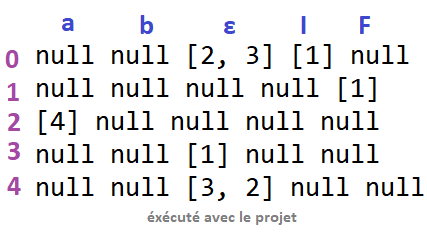 a b ε I F
0 null null [2, 3] [1] null
1 null null null null [1]
2 [4] null null null null
3 null null [1] null null
4 null null [3, 2] null null
éxécuté avec le projet